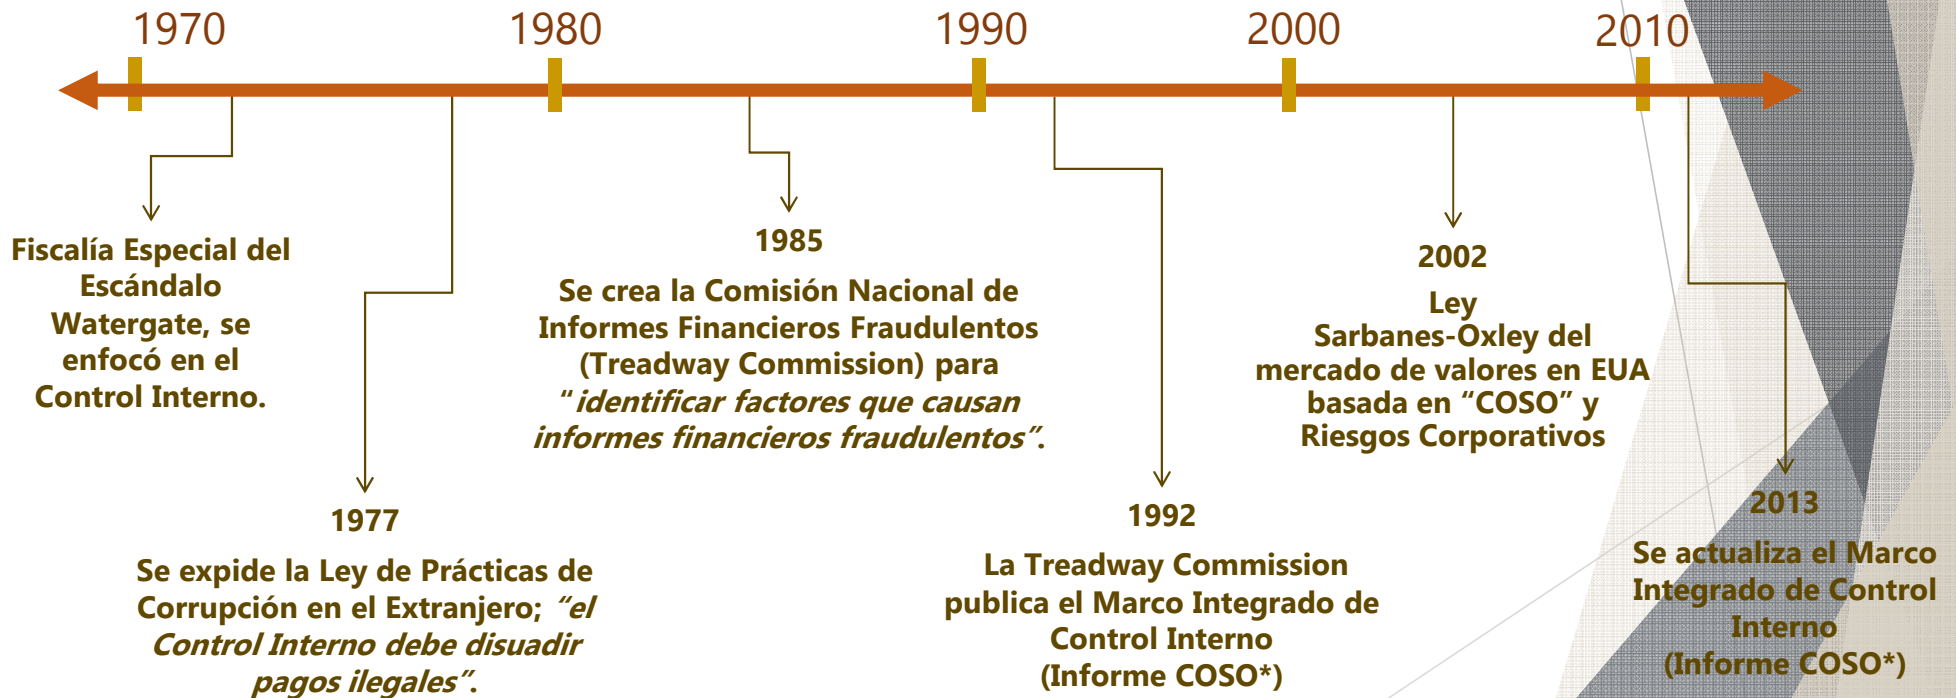 1970
1980
1990
2000
2010
Fiscalía Especial del
Escándalo
Watergate, se
enfocó en el
Control Interno.
1977
Se expide la Ley de Prácticas de
Corrupción en el Extranjero; “el
Control Interno debe disuadir
pagos ilegales”.
1985
Se crea la Comisión Nacional de
Informes Financieros Fraudulentos
(Treadway Commission) para
“identificar factores que causan
informes financieros fraudulentos”.
1992
La Treadway Commission
publica el Marco Integrado de
Control Interno
(Informe COSO*)
2002
Ley
Sarbanes-Oxley del
mercado de valores en EUA
basada en “COSO” y
Riesgos Corporativos
2013
Se actualiza el Marco
Integrado de Control
Interno
(Informe COSO*)